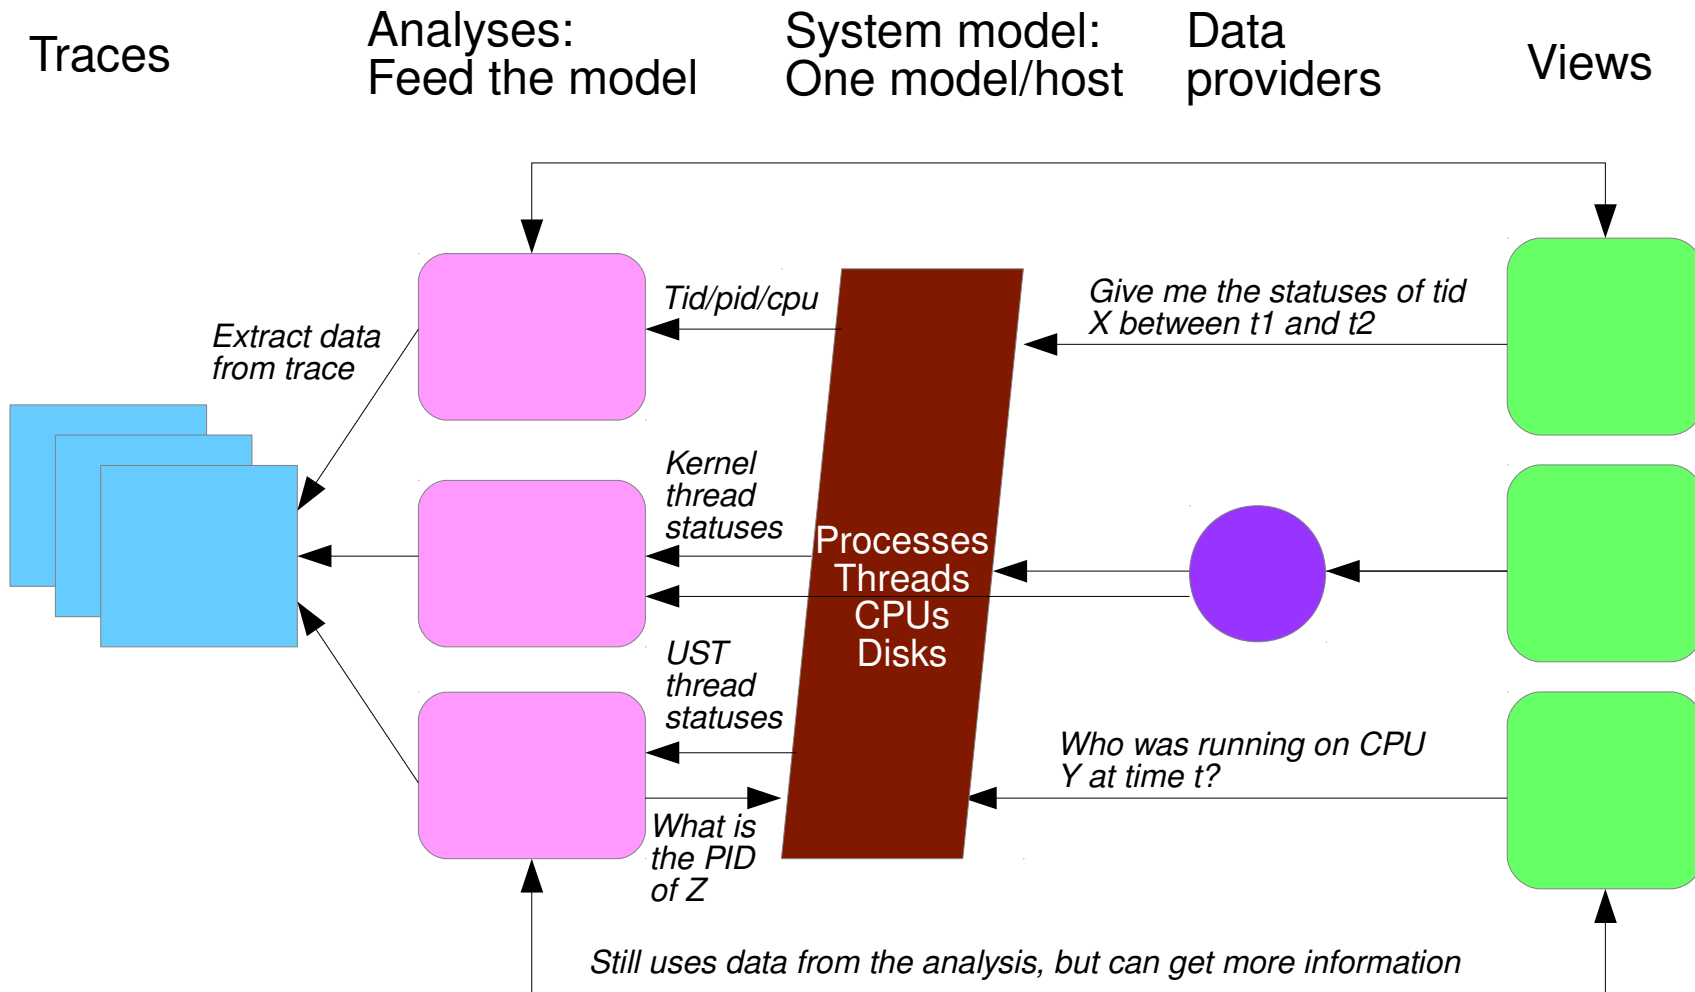 Traces
Analyses:
Feed the model
System model:
One model/host
Data
providers
Views
Extract data
from trace
Tid/pid/cpu
Give me the statuses of tid
X between t1 and t2
Kernel
thread
statuses
Processes
Threads
CPUs
Disks
UST
thread
statuses
Who was running on CPU
Y at time t?
What is
the PID
of Z
Still uses data from the analysis, but can get more information